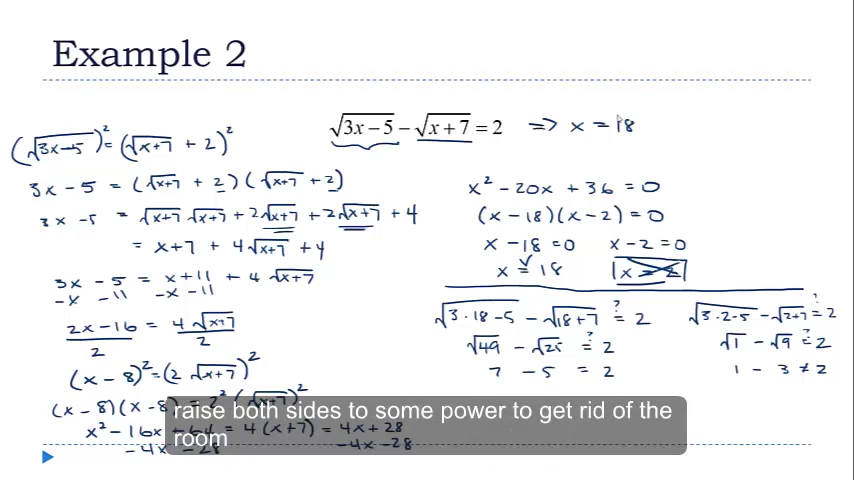 Example 2
√3x − 5 − √x + 7 = 2 ⇒ x = 18
(√3x−5)² = (√x+7 + 2)²
3x − 5 = (√x+7 + 2)(√x+7 + 2)
3x − 5 = √x+7 √x+7 + 2√x+7 + 2√x+7 + 4
= x+7 + 4√x+7 + 4
3x − 5 = x + 11 + 4 √x+7
−x − 11 −x − 11
2x − 16 = 4√x+7
2 2
(x − 8)² = (2 √x+7)²
(x − 8)(x − 8) = 2² (√x+7)²
x² − 16x + 64 = 4(x+7) = 4x + 28
−4x − 28 −4x − 28
x² − 20x + 36 = 0
(x − 18)(x − 2) = 0
x − 18 = 0 x − 2 = 0
x = 18 x = 2
√3·18 − 5 − √18 + 7 ?= 2
√49 − √25 ?= 2
7 − 5 = 2
√3·2 − 5 − √2+7 ?= 2
√1 − √9 ?= 2
1 − 3 ≠ 2
raise both sides to some power to get rid of the
room